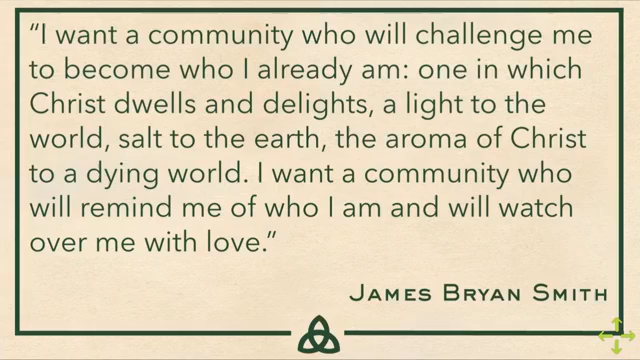 “I want a community who will challenge me
to become who I already am: one in which
Christ dwells and delights, a light to the
world, salt to the earth, the aroma of Christ
to a dying world. I want a community who
will remind me of who I am and will watch
over me with love.”
James Bryan Smith